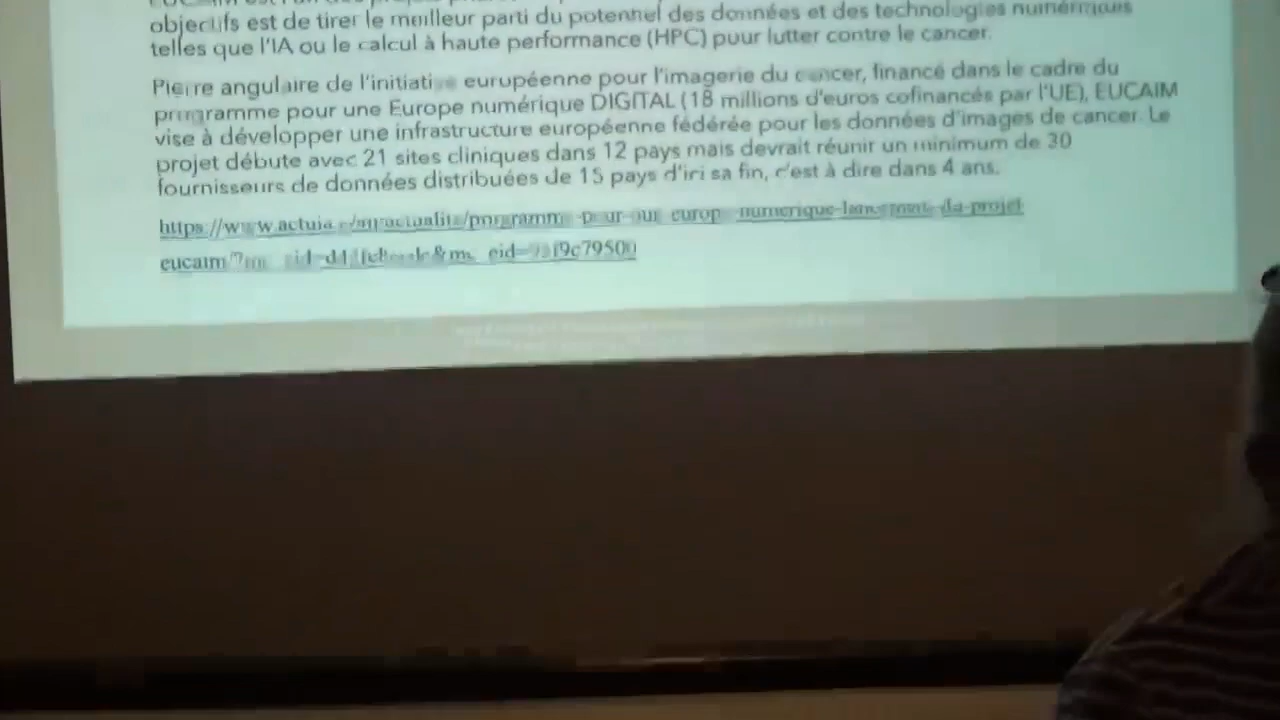 objectifs est de tirer le meilleur parti du potentiel des données et des technologies numériques
telles que l'IA ou le calcul à haute performance (HPC) pour lutter contre le cancer.
Pierre angulaire de l'initiative européenne pour l'imagerie du cancer, financé dans le cadre du
programme pour une Europe numérique DIGITAL (18 millions d'euros cofinancés par l'UE), EUCAIM
vise à développer une infrastructure européenne fédérée pour les données d'images de cancer. Le
projet débute avec 21 sites cliniques dans 12 pays mais devrait réunir un minimum de 30
fournisseurs de données distribuées de 15 pays d'ici sa fin, c'est à dire dans 4 ans.